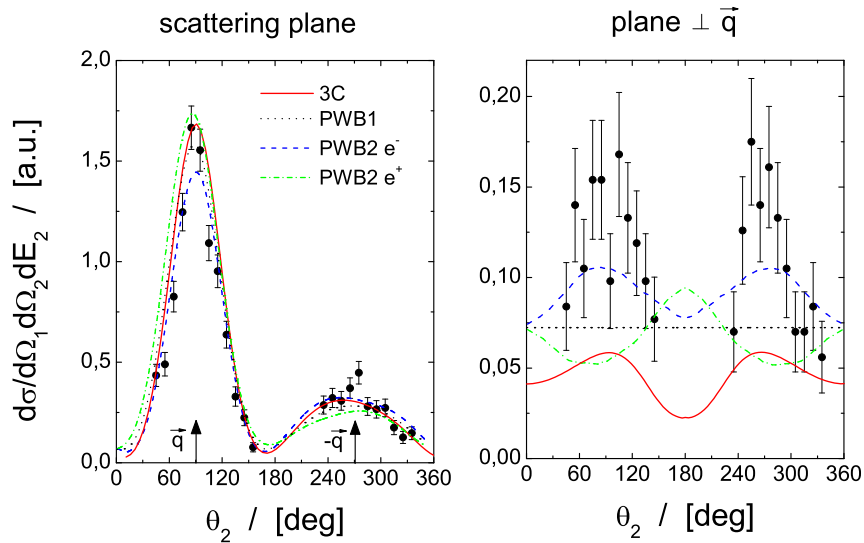 scattering plane
plane ⊥ q⃗
dσ/dΩ₁dΩ₂dE₂ / [a.u.]
2,0
1,5
1,0
0,5
0,0
3C
PWB1
PWB2 e⁻
PWB2 e⁺
q⃗
-q⃗
0 60 120 180 240 300 360
θ₂ / [deg]
0,20
0,15
0,10
0,05
0,00
0 60 120 180 240 300 360
θ₂ / [deg]